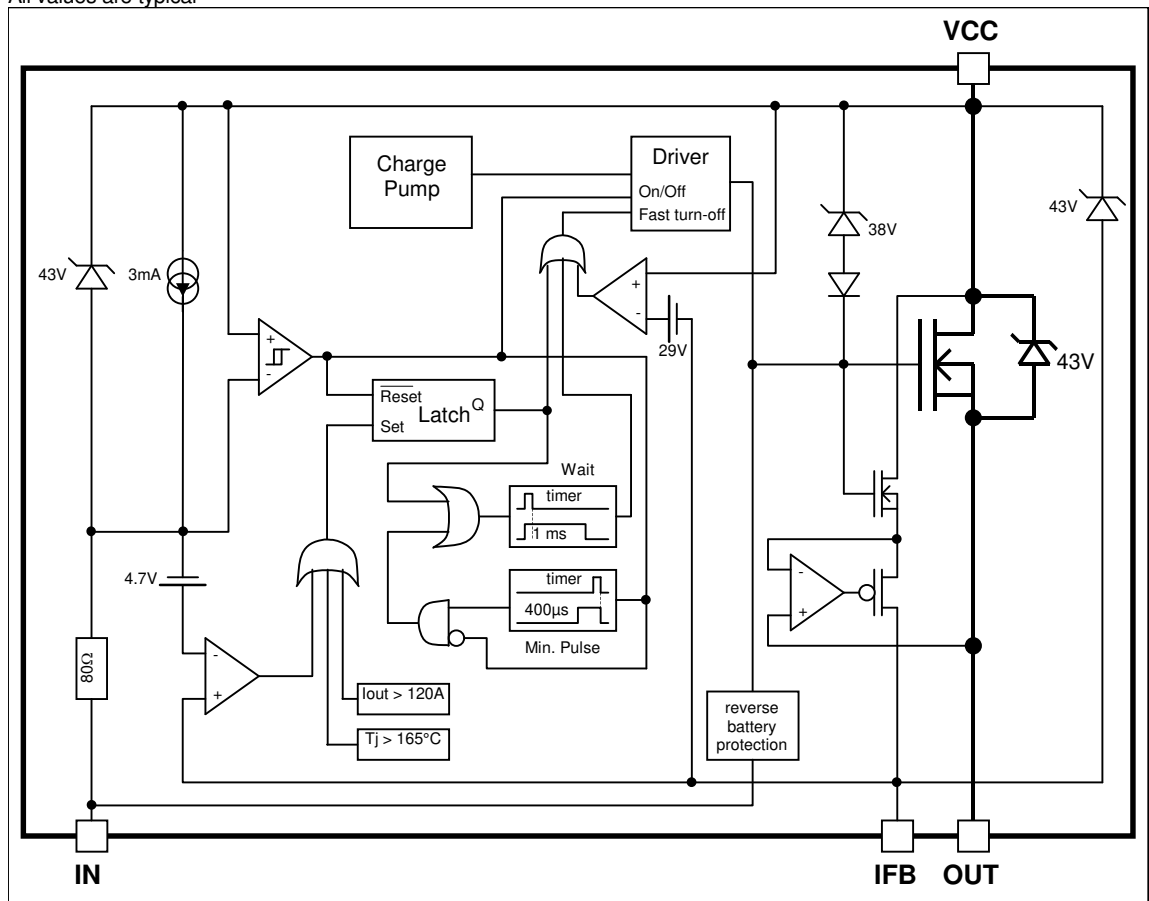 All values are typical
VCC
Charge
Pump
Driver
On/Off
Fast turn-off
43V
3mA
38V
43V
+
-
+
-
29V
43V
Reset
Latch
Q
Set
Wait
timer
1 ms
timer
400µs
Min. Pulse
4.7V
80Ω
-
+
-
+
Iout > 120A
Tj > 165°C
reverse
battery
protection
IN
IFB
OUT